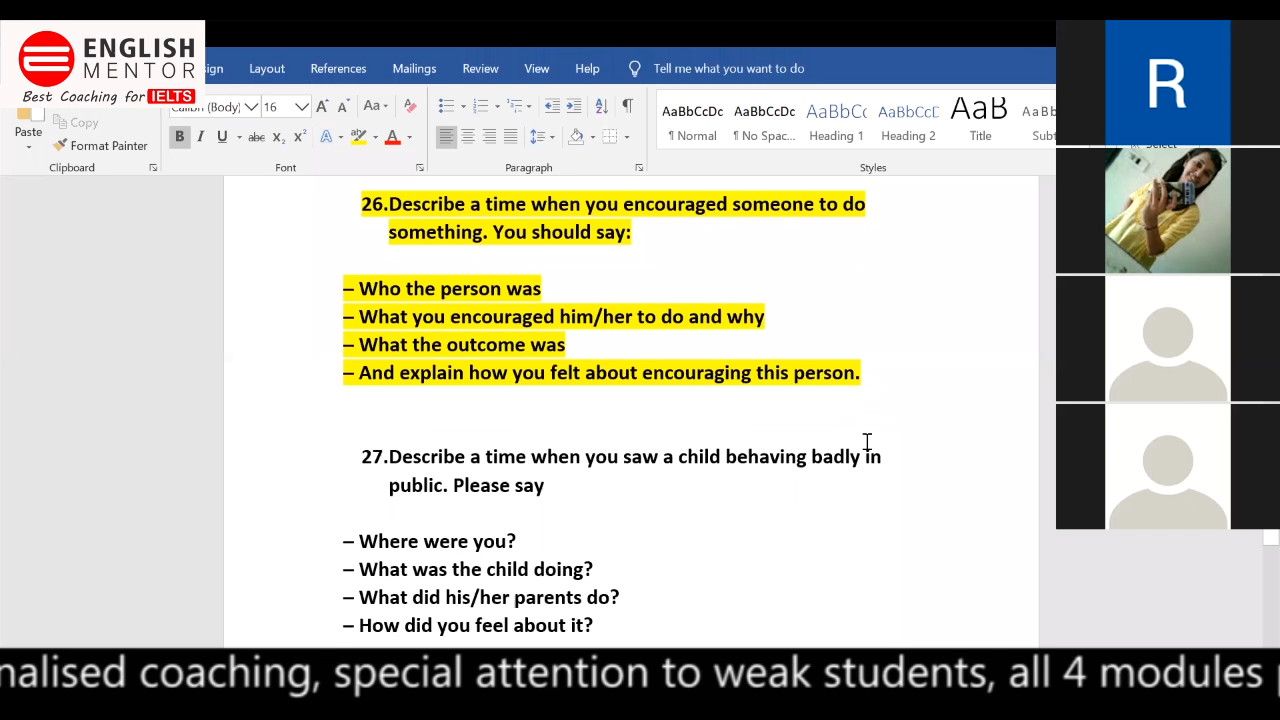 ENGLISH
MENTOR
Best Coaching for IELTS
Layout References Mailings Review View Help Tell me what you want to do
Calibri (Body) 16
Paste
Copy
Format Painter
Clipboard
Font
Paragraph
AaBbCcDc AaBbCcDc AaBbCc AaBbCcE AaB
¶ Normal ¶ No Spac... Heading 1 Heading 2 Title
Styles
R
26.Describe a time when you encouraged someone to do
something. You should say:
– Who the person was
– What you encouraged him/her to do and why
– What the outcome was
– And explain how you felt about encouraging this person.
27.Describe a time when you saw a child behaving badly in
public. Please say
– Where were you?
– What was the child doing?
– What did his/her parents do?
– How did you feel about it?
nalised coaching, special attention to weak students, all 4 modules